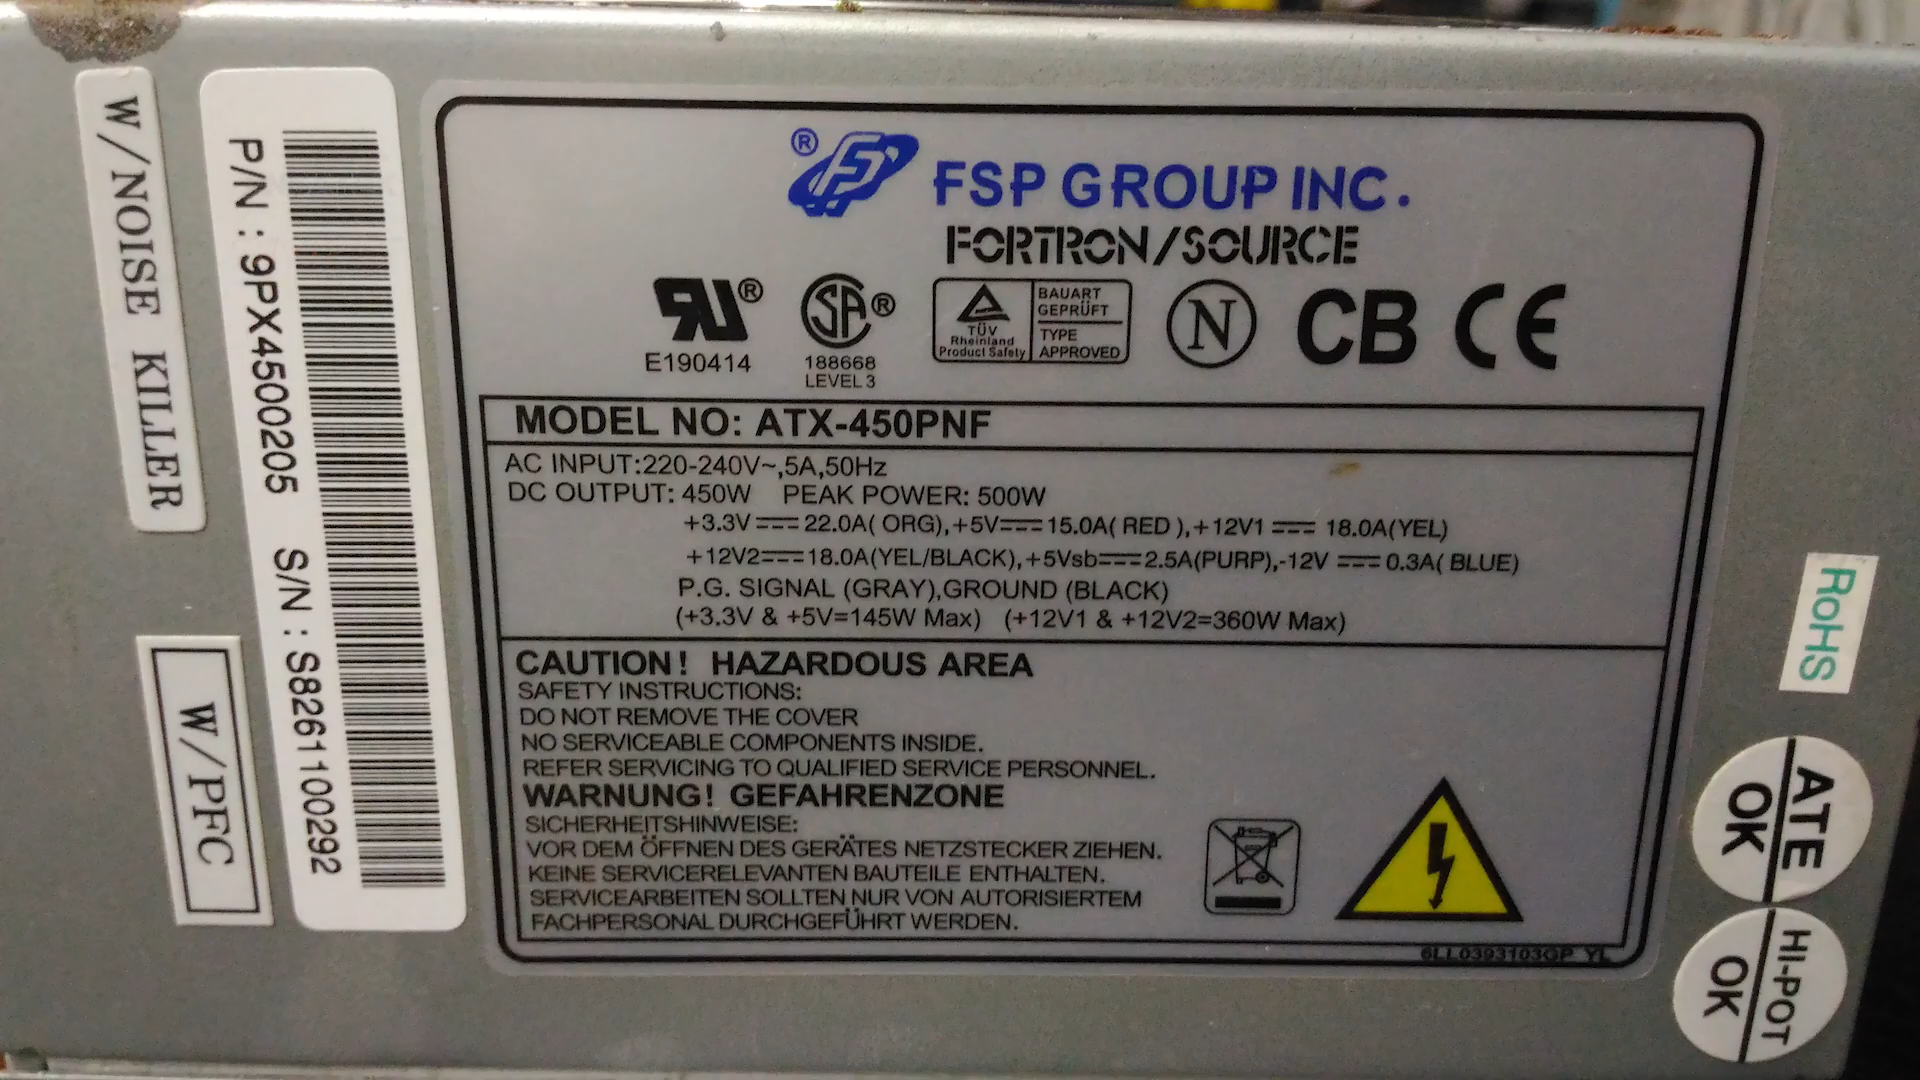 W/NOISE KILLER
W/PFC
P/N : 9PX4500205 S/N : S8261100292
® FSP GROUP INC.
FORTRON/SOURCE
E190414
188668
LEVEL 3
TÜV
Rheinland
Product Safety
BAUART
GEPRÜFT
TYPE
APPROVED
N
CB CE
MODEL NO: ATX-450PNF
AC INPUT:220-240V~,5A,50Hz
DC OUTPUT: 450W PEAK POWER: 500W
+3.3V⎓22.0A( ORG),+5V⎓15.0A( RED ),+12V1 ⎓ 18.0A(YEL)
+12V2⎓18.0A(YEL/BLACK),+5Vsb⎓2.5A(PURP),-12V ⎓0.3A( BLUE)
P.G. SIGNAL (GRAY),GROUND (BLACK)
(+3.3V & +5V=145W Max) (+12V1 & +12V2=360W Max)
CAUTION! HAZARDOUS AREA
SAFETY INSTRUCTIONS:
DO NOT REMOVE THE COVER
NO SERVICEABLE COMPONENTS INSIDE.
REFER SERVICING TO QUALIFIED SERVICE PERSONNEL.
WARNUNG! GEFAHRENZONE
SICHERHEITSHINWEISE:
VOR DEM ÖFFNEN DES GERÄTES NETZSTECKER ZIEHEN.
KEINE SERVICERELEVANTEN BAUTEILE ENTHALTEN.
SERVICEARBEITEN SOLLTEN NUR VON AUTORISIERTEM
FACHPERSONAL DURCHGEFÜHRT WERDEN.
6LL0393103GP YL
RoHS
ATE
OK
HI-POT
OK